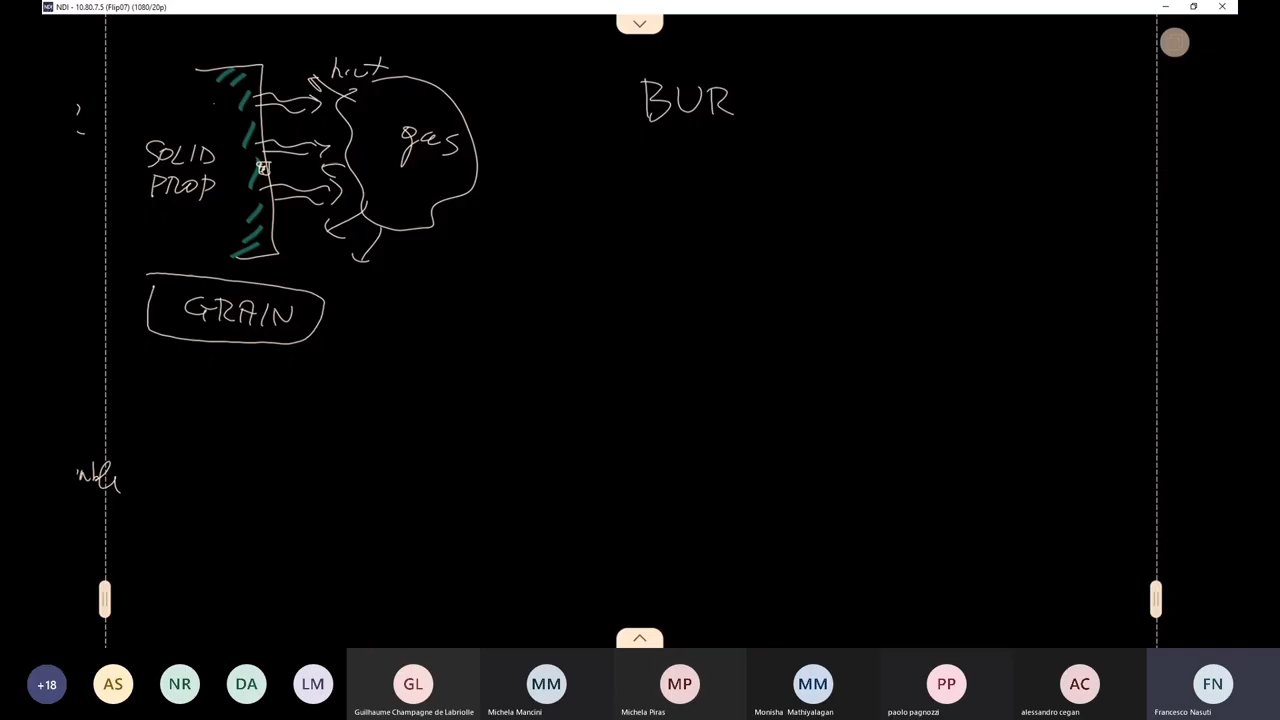 NDI - 10.80.7.5 (Flip07) (1080/20p)
heat
gas
SOLID
PROP
GRAIN
BUR
+18
AS
NR
DA
LM
GL
MM
MP
MM
PP
AC
FN
Guilhaume Champagne de Labriolle
Michela Mancini
Michela Piras
Monisha Mathiyalagan
paolo pagnozzi
alessandro cegan
Francesco Nasuti